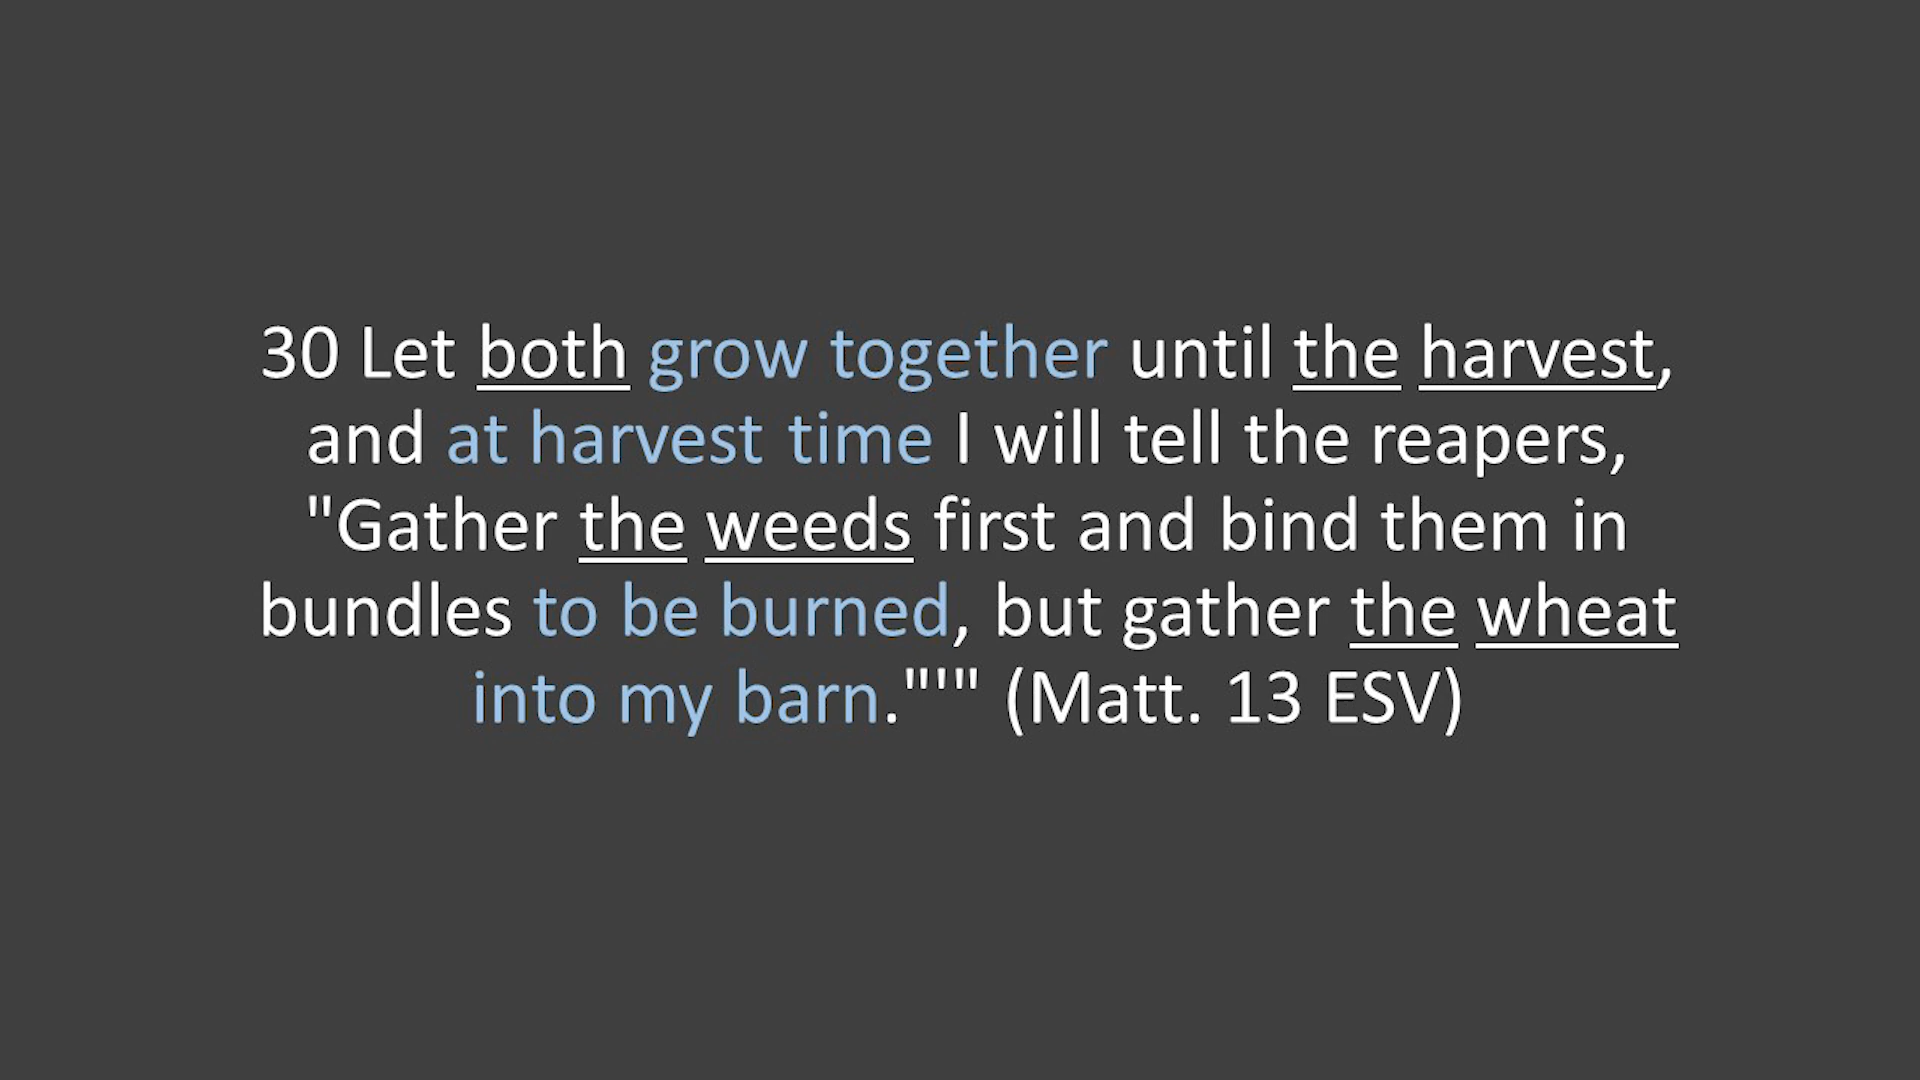 30 Let both grow together until the harvest,
and at harvest time I will tell the reapers,
"Gather the weeds first and bind them in
bundles to be burned, but gather the wheat
into my barn."'" (Matt. 13 ESV)